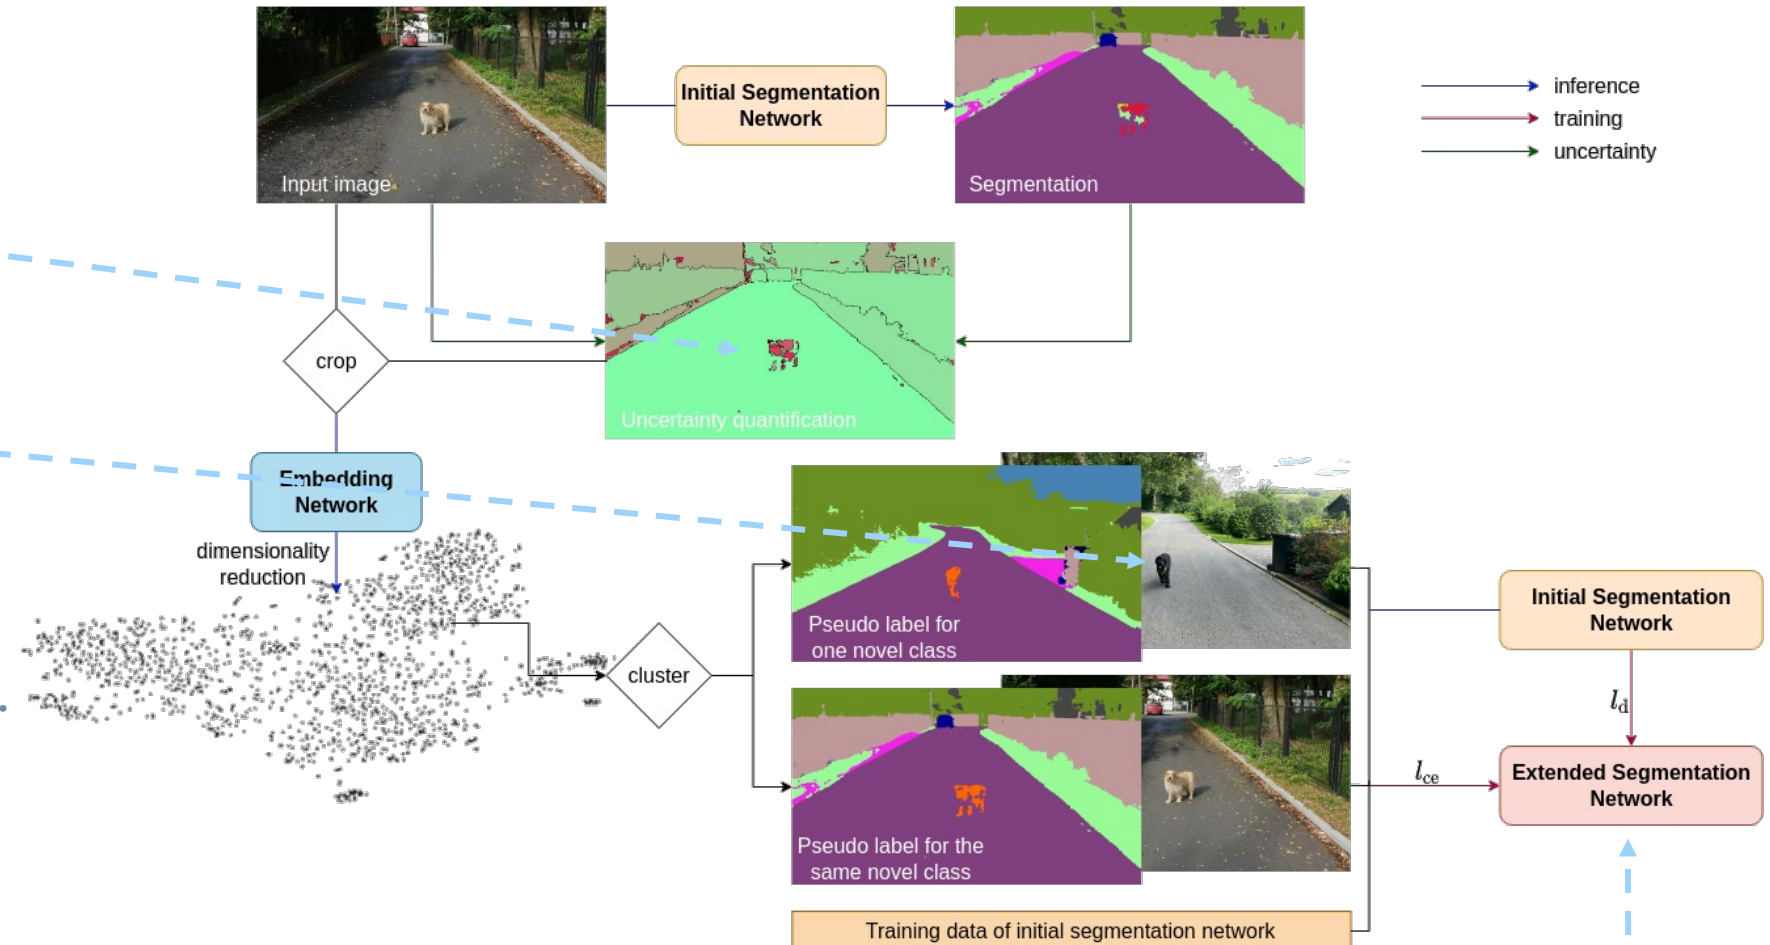 Input image
Initial Segmentation
Network
Segmentation
inference
training
uncertainty
crop
Uncertainty quantification
Embedding
Network
dimensionality
reduction
cluster
Pseudo label for
one novel class
Pseudo label for the
same novel class
Initial Segmentation
Network
l_d
l_ce
Extended Segmentation
Network
Training data of initial segmentation network